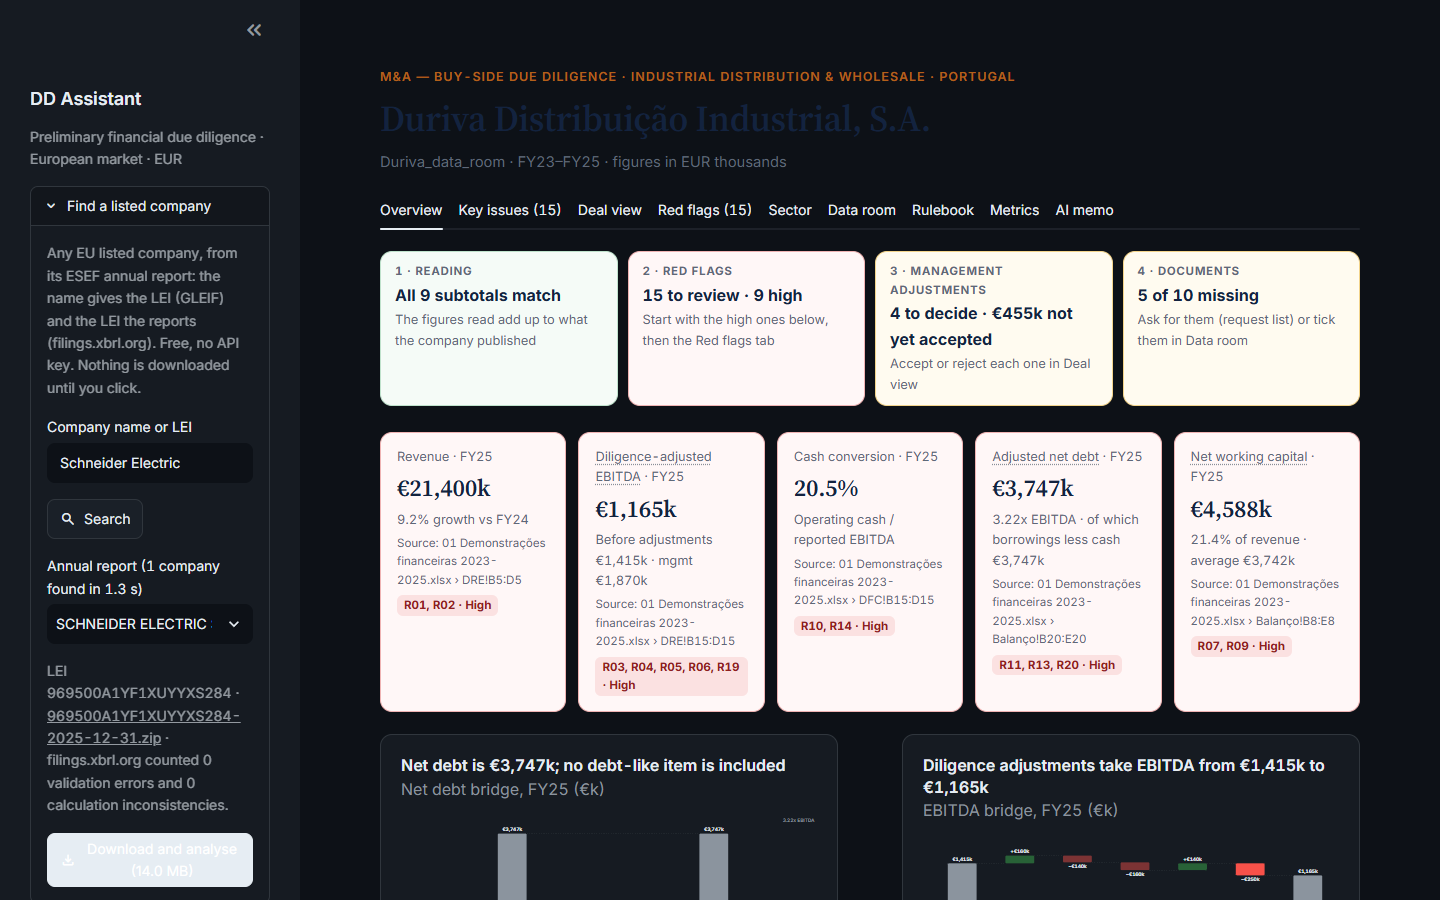 DD Assistant
Preliminary financial due diligence ·
European market · EUR
Find a listed company
Any EU listed company, from
its ESEF annual report: the
name gives the LEI (GLEIF)
and the LEI the reports
(filings.xbrl.org). Free, no API
key. Nothing is downloaded
until you click.
Company name or LEI
Schneider Electric
Search
Annual report (1 company
found in 1.3 s)
SCHNEIDER ELECTRIC
LEI
969500A1YF1XUYYXS284 ·
969500A1YF1XUYYXS284-
2025-12-31.zip ·
filings.xbrl.org counted 0
validation errors and 0
calculation inconsistencies.
Download and analyse
(14.0 MB)
M&A — BUY-SIDE DUE DILIGENCE · INDUSTRIAL DISTRIBUTION & WHOLESALE · PORTUGAL
Duriva Distribuição Industrial, S.A.
Duriva_data_room · FY23–FY25 · figures in EUR thousands
Overview Key issues (15) Deal view Red flags (15) Sector Data room Rulebook Metrics AI memo
1 · READING
All 9 subtotals match
The figures read add up to what
the company published
2 · RED FLAGS
15 to review · 9 high
Start with the high ones below,
then the Red flags tab
3 · MANAGEMENT
ADJUSTMENTS
4 to decide · €455k not
yet accepted
Accept or reject each one in Deal
view
4 · DOCUMENTS
5 of 10 missing
Ask for them (request list) or tick
them in Data room
Revenue · FY25
€21,400k
9.2% growth vs FY24
Source: 01 Demonstrações
financeiras 2023-
2025.xlsx › DRE!B5:D5
R01, R02 · High
Diligence-adjusted
EBITDA · FY25
€1,165k
Before adjustments
€1,415k · mgmt
€1,870k
Source: 01 Demonstrações
financeiras 2023-
2025.xlsx › DRE!B15:D15
R03, R04, R05, R06, R19
· High
Cash conversion · FY25
20.5%
Operating cash /
reported EBITDA
Source: 01 Demonstrações
financeiras 2023-
2025.xlsx › DFC!B15:D15
R10, R14 · High
Adjusted net debt · FY25
€3,747k
3.22x EBITDA · of which
borrowings less cash
€3,747k
Source: 01 Demonstrações
financeiras 2023-
2025.xlsx ›
Balanço!B20:E20
R11, R13, R20 · High
Net working capital ·
FY25
€4,588k
21.4% of revenue ·
average €3,742k
Source: 01 Demonstrações
financeiras 2023-
2025.xlsx › Balanço!B8:E8
R07, R09 · High
Net debt is €3,747k; no debt-like item is included
Net debt bridge, FY25 (€k)
3.22x EBITDA
€3,747k
€3,747k
Diligence adjustments take EBITDA from €1,415k to
€1,165k
EBITDA bridge, FY25 (€k)
€1,415k
+€160k
−€140k
−€160k
+€140k
−€250k
€1,165k